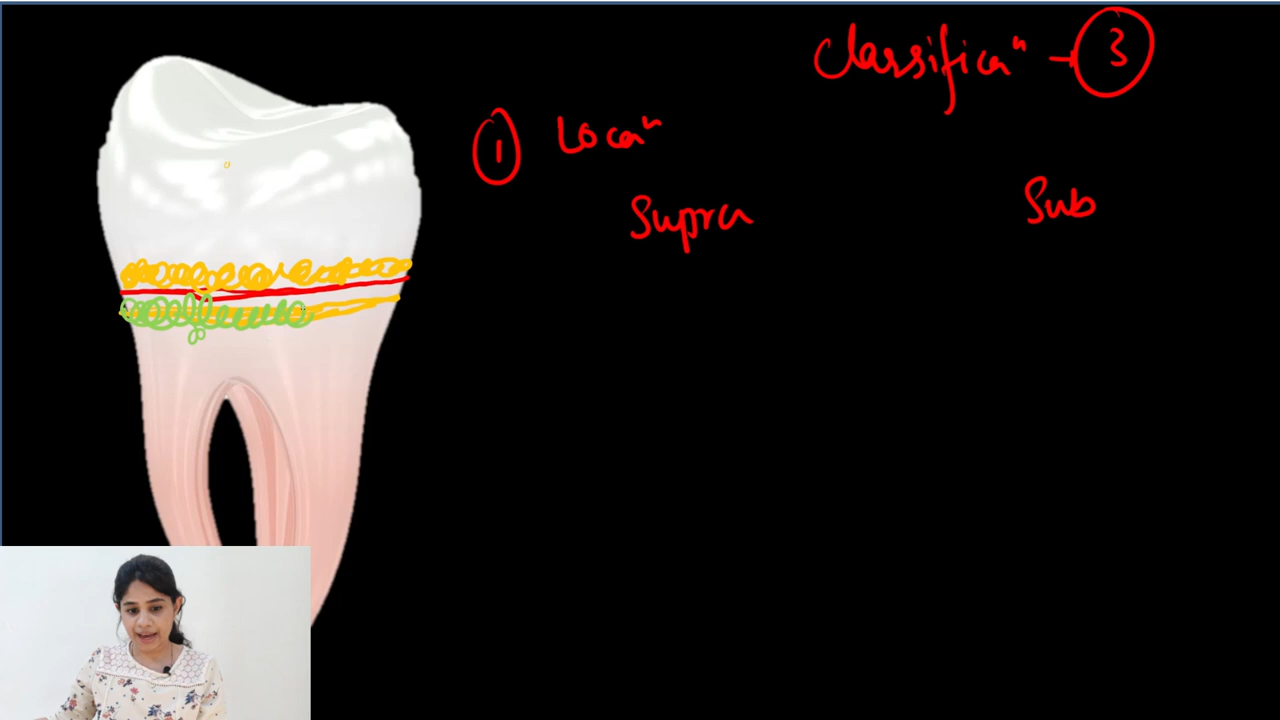 Classificaⁿ → 3
1 Locaⁿ
Supra Sub